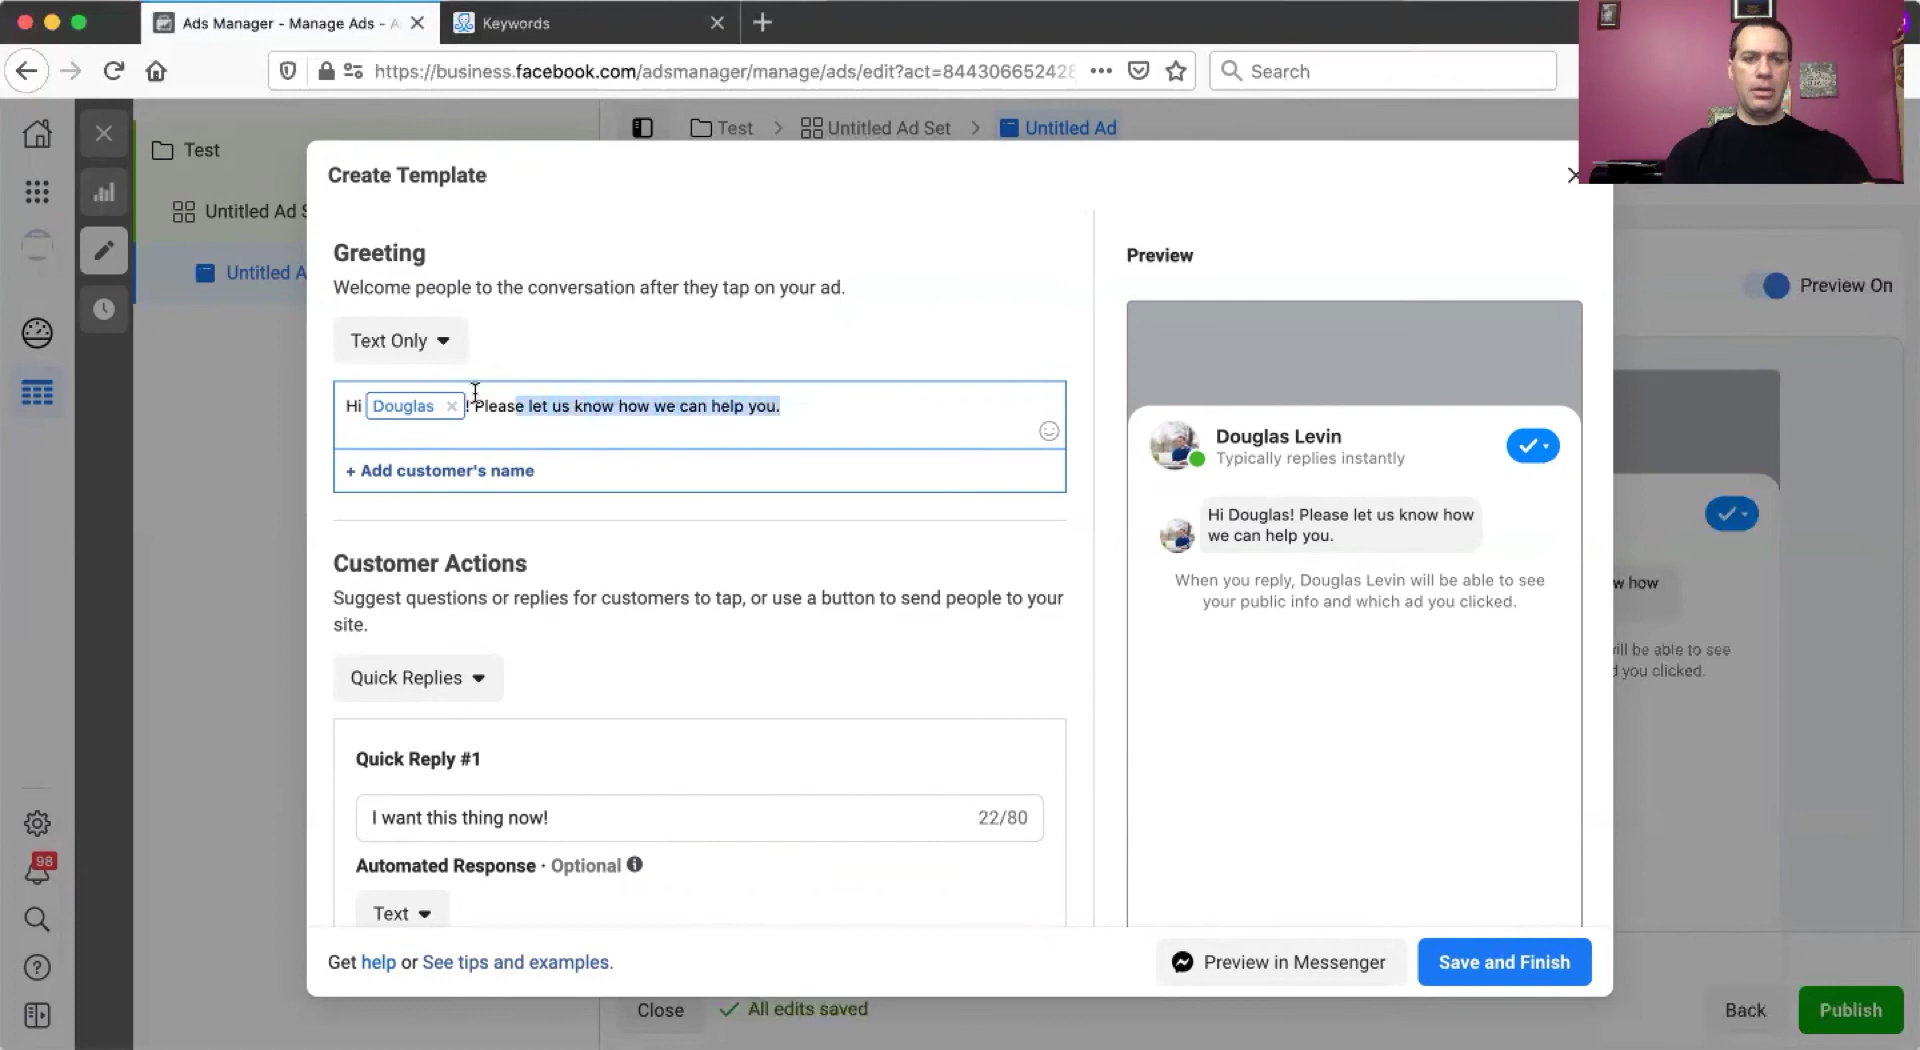 Ads Manager - Manage Ads - A
Keywords
https://business.facebook.com/adsmanager/manage/ads/edit?act=844306652428
Search
Test
Untitled Ad Set
Untitled Ad
Test
Untitled Ad S
Untitled A
Create Template
Greeting
Welcome people to the conversation after they tap on your ad.
Text Only
Hi Douglas ! Please let us know how we can help you.
+ Add customer's name
Customer Actions
Suggest questions or replies for customers to tap, or use a button to send people to your
site.
Quick Replies
Quick Reply #1
I want this thing now! 22/80
Automated Response · Optional
Text
Get help or See tips and examples.
Preview in Messenger
Save and Finish
Preview
Douglas Levin
Typically replies instantly
Hi Douglas! Please let us know how
we can help you.
When you reply, Douglas Levin will be able to see
your public info and which ad you clicked.
Preview On
w how
will be able to see
d you clicked.
98
Close
All edits saved
Back
Publish